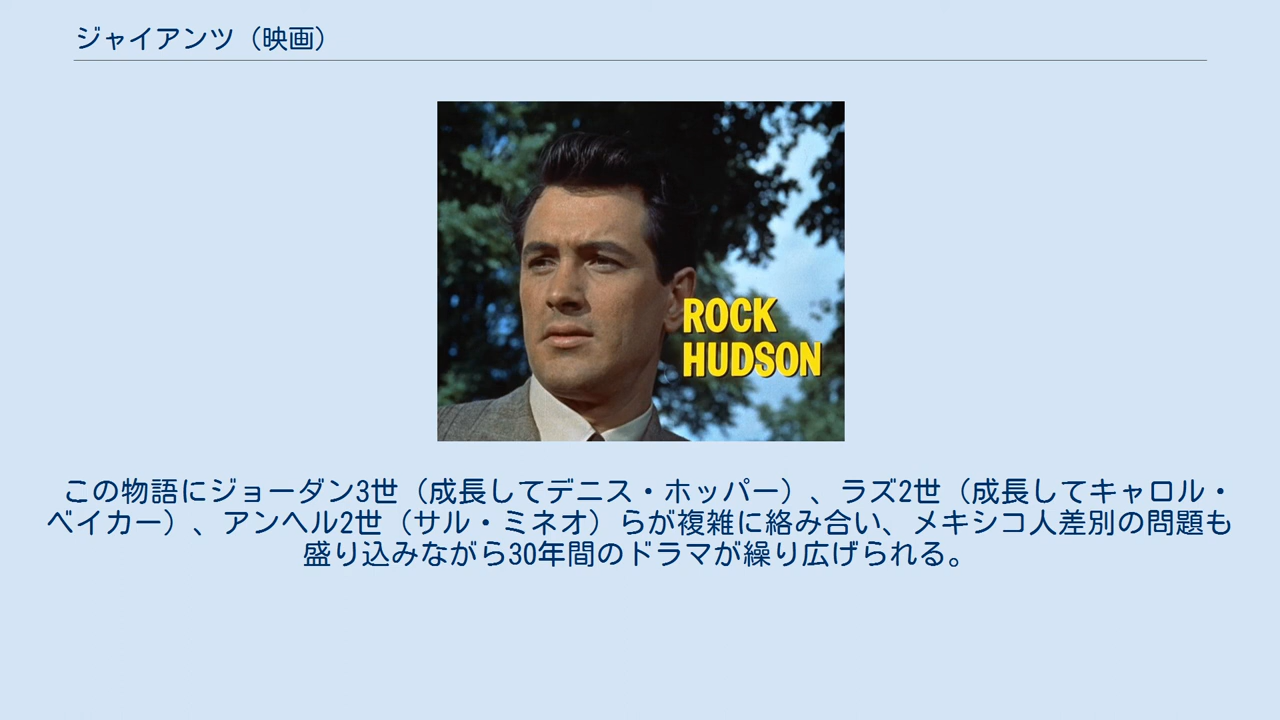 ジャイアンツ（映画）
ROCK
HUDSON
この物語にジョーダン3世（成長してデニス・ホッパー）、ラズ2世（成長してキャロル・
ベイカー）、アンヘル2世（サル・ミネオ）らが複雑に絡み合い、メキシコ人差別の問題も
盛り込みながら30年間のドラマが繰り広げられる。